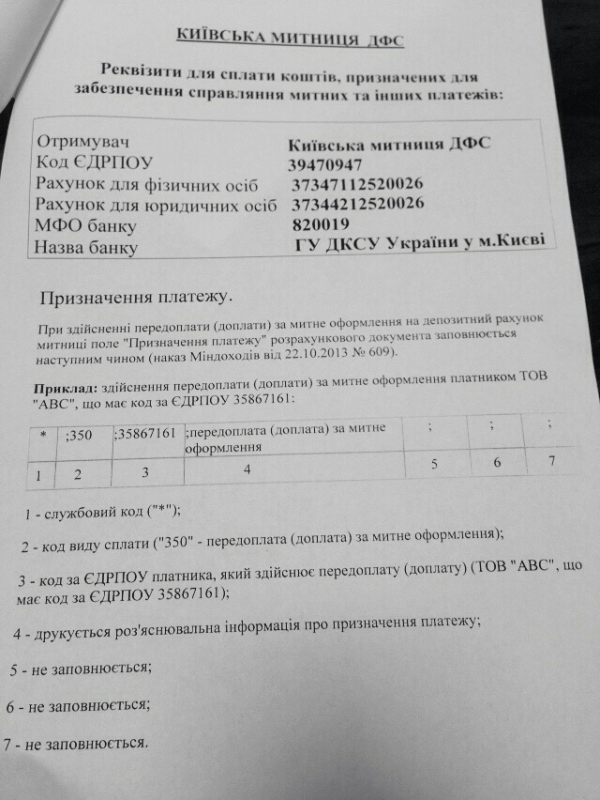 КИЇВСЬКА МИТНИЦЯ ДФС
Реквізити для сплати коштів, призначених для
забезпечення справляння митних та інших платежів:
Отримувач Київська митниця ДФС
Код ЄДРПОУ 39470947
Рахунок для фізичних осіб 37347112520026
Рахунок для юридичних осіб 37344212520026
МФО банку 820019
Назва банку ГУ ДКСУ України у м.Києві
Призначення платежу.
При здійсненні передоплати (доплати) за митне оформлення на депозитний рахунок
митниці поле "Призначення платежу" розрахункового документа заповнюється
наступним чином (наказ Міндоходів від 22.10.2013 № 609).
Приклад: здійснення передоплати (доплати) за митне оформлення платником ТОВ
"АВС", що має код за ЄДРПОУ 35867161:
* ;350 ;35867161 ;передоплата (доплата) за митне ; ; ;
оформлення
1 2 3 4 5 6 7
1 - службовий код ("*");
2 - код виду сплати ("350" - передоплата (доплата) за митне оформлення);
3 - код за ЄДРПОУ платника, який здійснює передоплату (доплату) (ТОВ "АВС", що
має код за ЄДРПОУ 35867161);
4 - друкується роз'яснювальна інформація про призначення платежу;
5 - не заповнюється;
6 - не заповнюється;
7 - не заповнюється.